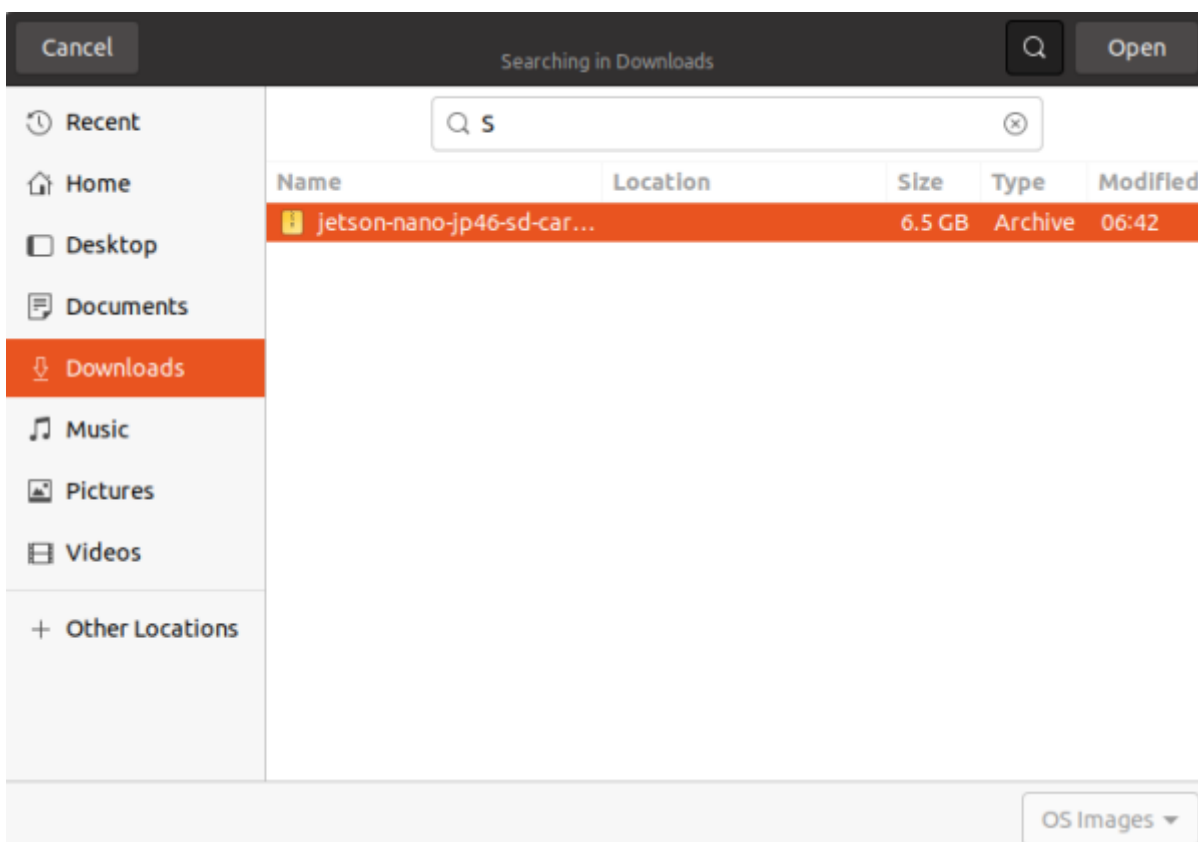 Cancel
Searching in Downloads
Open
Recent
Home
Desktop
Documents
Downloads
Music
Pictures
Videos
+ Other Locations
S
Name Location Size Type Modified
jetson-nano-jp46-sd-car... 6.5 GB Archive 06:42
OS Images